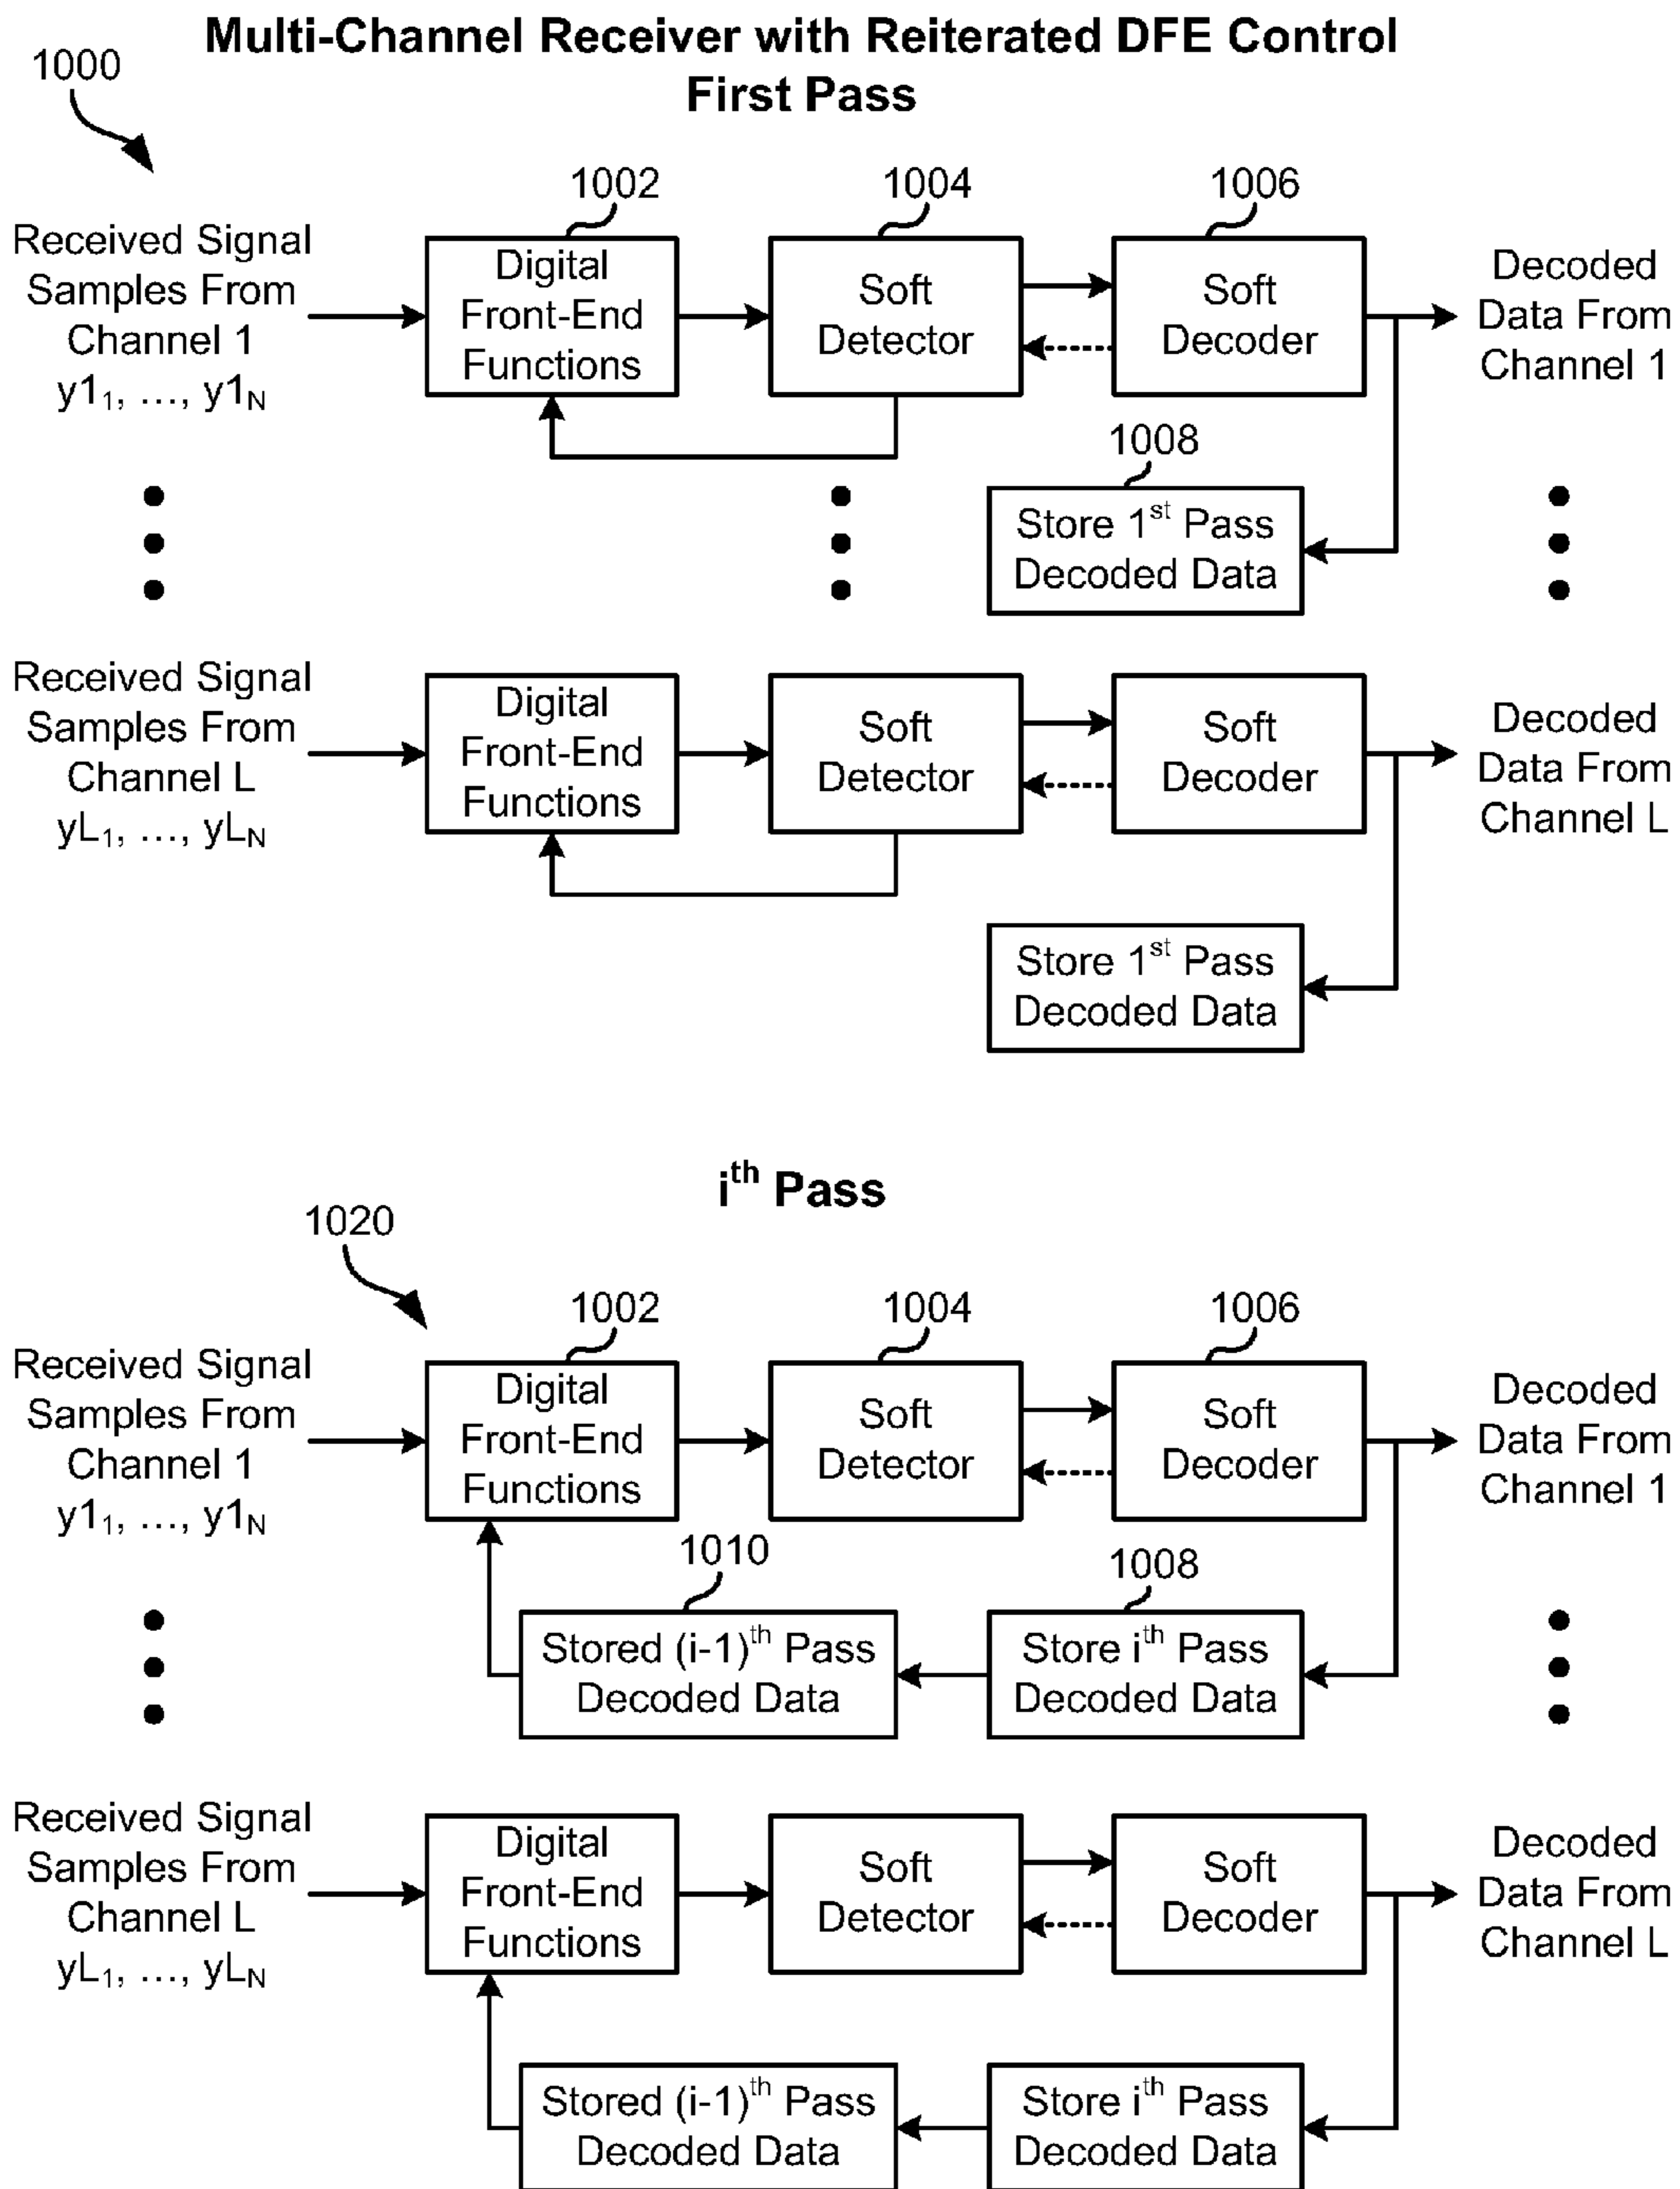 Multi-Channel Receiver with Reiterated DFE Control
First Pass
1000
1002
1004
1006
Received Signal
Samples From
Channel 1
y1₁, ..., y1N
Digital
Front-End
Functions
Soft
Detector
Soft
Decoder
Decoded
Data From
Channel 1
1008
Store 1st Pass
Decoded Data
Received Signal
Samples From
Channel L
yL₁, ..., yLN
Digital
Front-End
Functions
Soft
Detector
Soft
Decoder
Decoded
Data From
Channel L
Store 1st Pass
Decoded Data
ith Pass
1020
1002
1004
1006
Received Signal
Samples From
Channel 1
y1₁, ..., y1N
Digital
Front-End
Functions
Soft
Detector
Soft
Decoder
Decoded
Data From
Channel 1
1010
1008
Stored (i-1)th Pass
Decoded Data
Store ith Pass
Decoded Data
Received Signal
Samples From
Channel L
yL₁, ..., yLN
Digital
Front-End
Functions
Soft
Detector
Soft
Decoder
Decoded
Data From
Channel L
Stored (i-1)th Pass
Decoded Data
Store ith Pass
Decoded Data